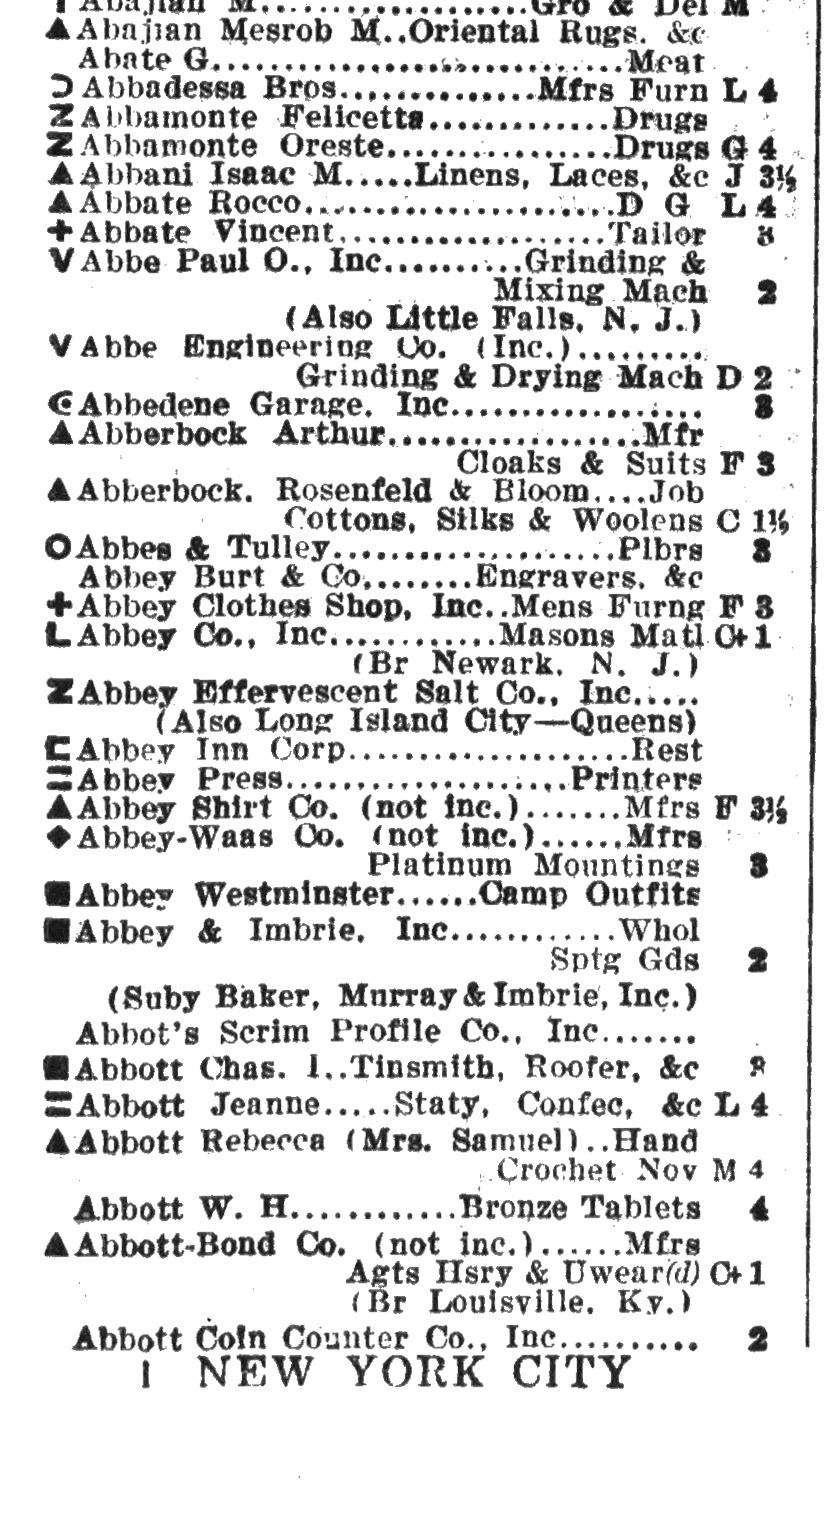 Abajian M..................Gro & Del M
▲Abajian Mesrob M..Oriental Rugs, &c
Abate G............................Meat
Abbadessa Bros..............Mfrs Furn L 4
Z Abbamonte Felicetta.............Drugs
Z Abbamonte Oreste................Drugs G 4
▲Abbani Isaac M.....Linens, Laces, &c J 3½
▲Abbate Rocco......................D G L 4
+Abbate Vincent...................Tailor 3
V Abbe Paul O., Inc..........Grinding &
Mixing Mach 2
(Also Little Falls, N. J.)
V Abbe Engineering Co. (Inc.).........
Grinding & Drying Mach D 2
Abbedene Garage, Inc.................. 3
▲Abberbock Arthur..................Mfr
Cloaks & Suits F 3
▲Abberbock, Rosenfeld & Bloom....Job
Cottons, Silks & Woolens C 1½
O Abbes & Tulley....................Plbrs 3
Abbey Burt & Co........Engravers, &c
+Abbey Clothes Shop, Inc..Mens Furng F 3
L Abbey Co., Inc............Masons Matl C+ 1
(Br Newark, N. J.)
Z Abbey Effervescent Salt Co., Inc.....
(Also Long Island City—Queens)
Abbey Inn Corp....................Rest
=Abbey Press....................Printers
▲Abbey Shirt Co. (not inc.).......Mfrs F 3½
◆Abbey-Waas Co. (not inc.)......Mfrs
Platinum Mountings 3
■Abbey Westminster......Camp Outfits
■Abbey & Imbrie, Inc............Whol
Sptg Gds 2
(Suby Baker, Murray & Imbrie, Inc.)
Abbot's Scrim Profile Co., Inc.......
■Abbott Chas. I..Tinsmith, Roofer, &c
=Abbott Jeanne.....Staty, Confec, &c L 4
▲Abbott Rebecca (Mrs. Samuel)..Hand
Crochet Nov M 4
Abbott W. H............Bronze Tablets 4
▲Abbott-Bond Co. (not inc.)......Mfrs
Agts Hsry & Uwear(d) C+ 1
(Br Louisville, Ky.)
Abbott Coin Counter Co., Inc.......... 2
1 NEW YORK CITY